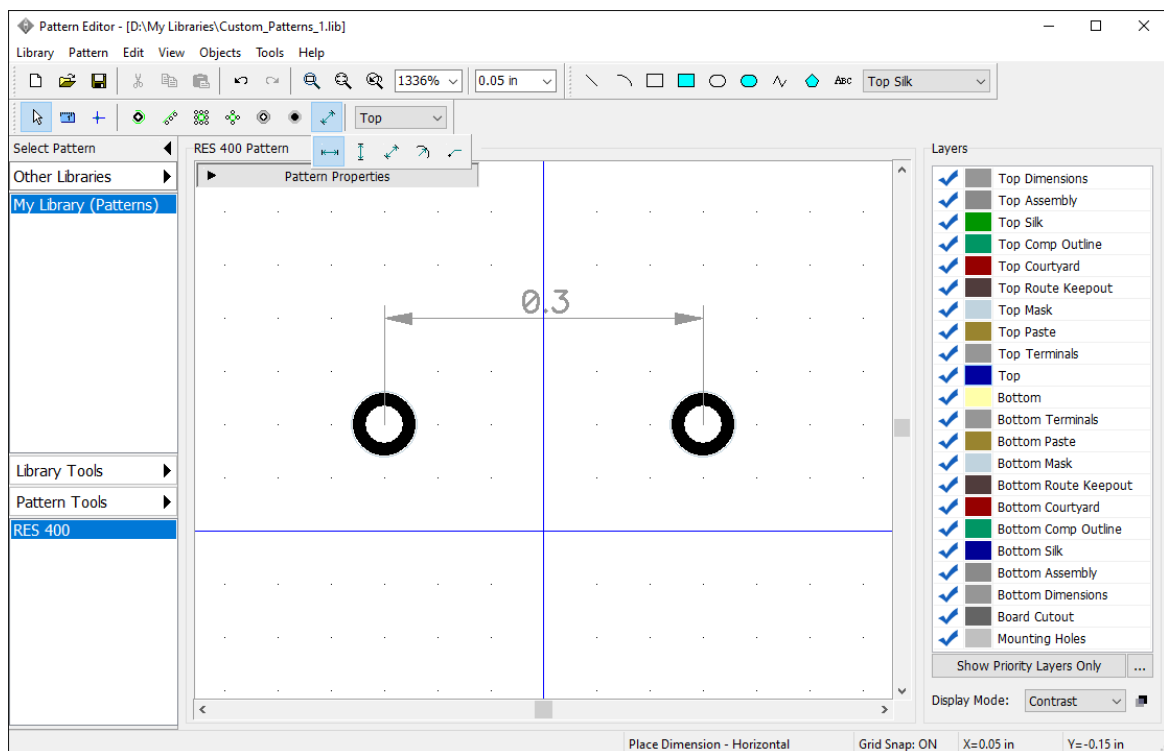 Pattern Editor - [D:\My Libraries\Custom_Patterns_1.lib]
Library Pattern Edit View Objects Tools Help
1336% 0.05 in ABC Top Silk
Top
Select Pattern
Other Libraries
My Library (Patterns)
Library Tools
Pattern Tools
RES 400
RES 400 Pattern
Pattern Properties
0.3
Layers
Top Dimensions
Top Assembly
Top Silk
Top Comp Outline
Top Courtyard
Top Route Keepout
Top Mask
Top Paste
Top Terminals
Top
Bottom
Bottom Terminals
Bottom Paste
Bottom Mask
Bottom Route Keepout
Bottom Courtyard
Bottom Comp Outline
Bottom Silk
Bottom Assembly
Bottom Dimensions
Board Cutout
Mounting Holes
Show Priority Layers Only ...
Display Mode: Contrast
Place Dimension - Horizontal Grid Snap: ON X=0.05 in Y=-0.15 in